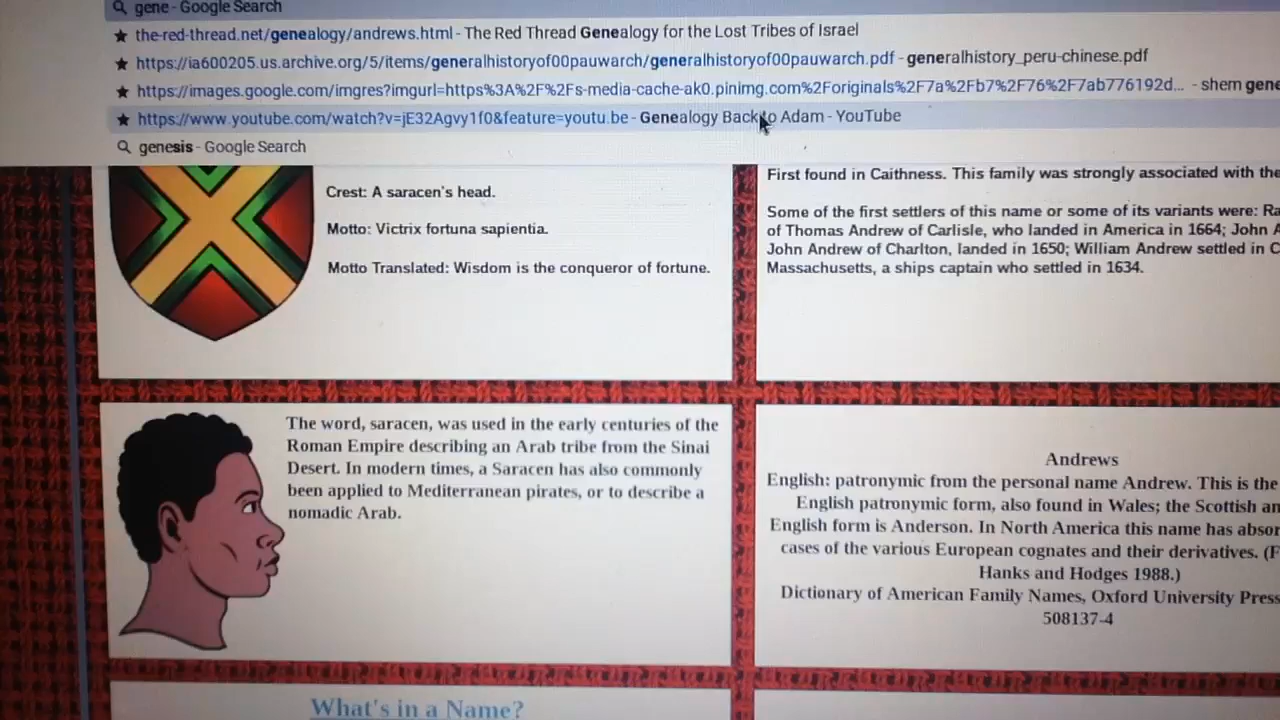 gene - Google Search
the-red-thread.net/genealogy/andrews.html - The Red Thread Genealogy for the Lost Tribes of Israel
https://ia600205.us.archive.org/5/items/generalhistoryof00pauwarch/generalhistoryof00pauwarch.pdf - generalhistory_peru-chinese.pdf
https://images.google.com/imgres?imgurl=https%3A%2F%2Fs-media-cache-ak0.pinimg.com%2Foriginals%2F7a%2Fb7%2F76%2F7ab776192d... - shem gene
https://www.youtube.com/watch?v=jE32Agvy1f0&feature=youtu.be - Genealogy Back to Adam - YouTube
genesis - Google Search
Crest: A saracen's head.
Motto: Victrix fortuna sapientia.
Motto Translated: Wisdom is the conqueror of fortune.
First found in Caithness. This family was strongly associated with the
Some of the first settlers of this name or some of its variants were: Ra
of Thomas Andrew of Carlisle, who landed in America in 1664; John A
John Andrew of Charlton, landed in 1650; William Andrew settled in C
Massachusetts, a ships captain who settled in 1634.
The word, saracen, was used in the early centuries of the
Roman Empire describing an Arab tribe from the Sinai
Desert. In modern times, a Saracen has also commonly
been applied to Mediterranean pirates, or to describe a
nomadic Arab.
Andrews
English: patronymic from the personal name Andrew. This is the
English patronymic form, also found in Wales; the Scottish an
English form is Anderson. In North America this name has absor
cases of the various European cognates and their derivatives. (F
Hanks and Hodges 1988.)
Dictionary of American Family Names, Oxford University Press
508137-4
What's in a Name?